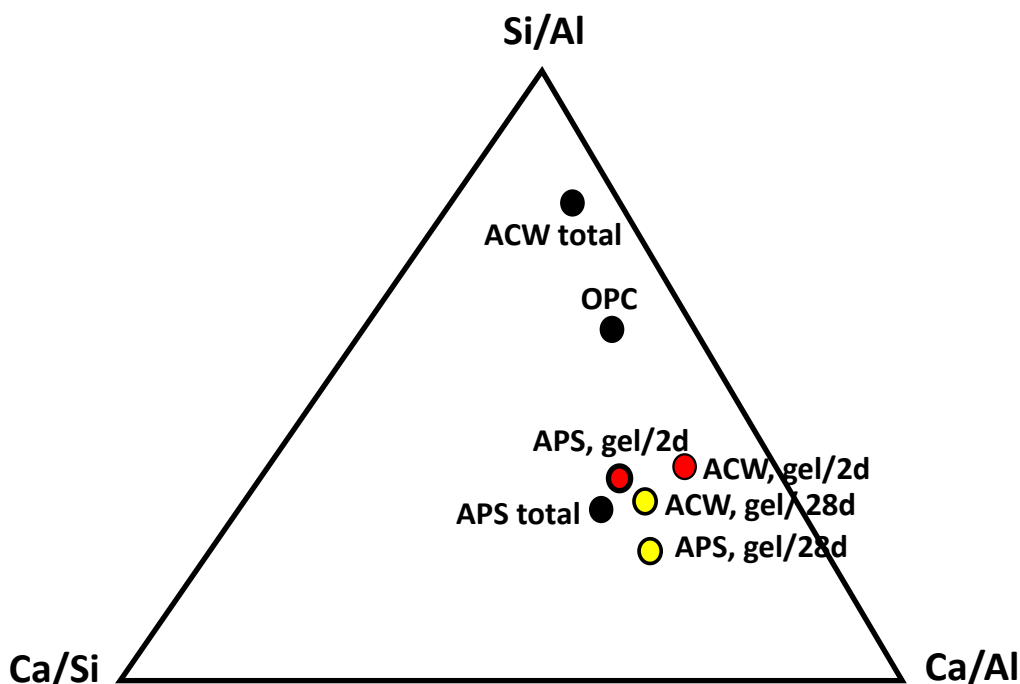 Si/Al
ACW total
OPC
APS, gel/2d
ACW, gel/2d
APS total
ACW, gel/ 28d
APS, gel/28d
Ca/Si
Ca/Al